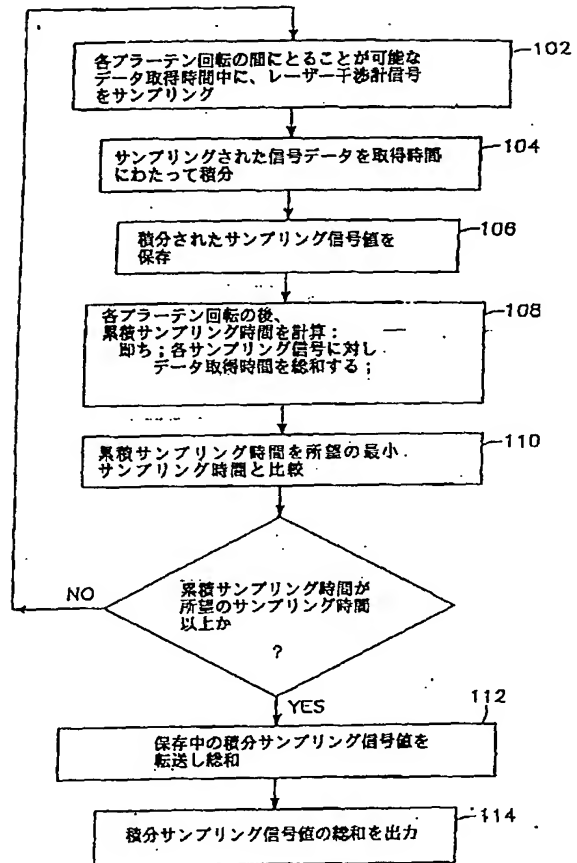 各プラーテン回転の間にとることが可能な
データ取得時間中に、レーザー干渉計信号
をサンプリング
102
サンプリングされた信号データを取得時間
にわたって積分
104
積分されたサンプリング信号値を
保存
106
各プラーテン回転の後、
累積サンプリング時間を計算：
即ち；各サンプリング信号に対し
データ取得時間を総和する；
108
累積サンプリング時間を所望の最小
サンプリング時間と比較
110
累積サンプリング時間が
所望のサンプリング時間
以上か
?
NO
YES
保存中の積分サンプリング信号値を
転送し総和
112
積分サンプリング信号値の総和を出力
114